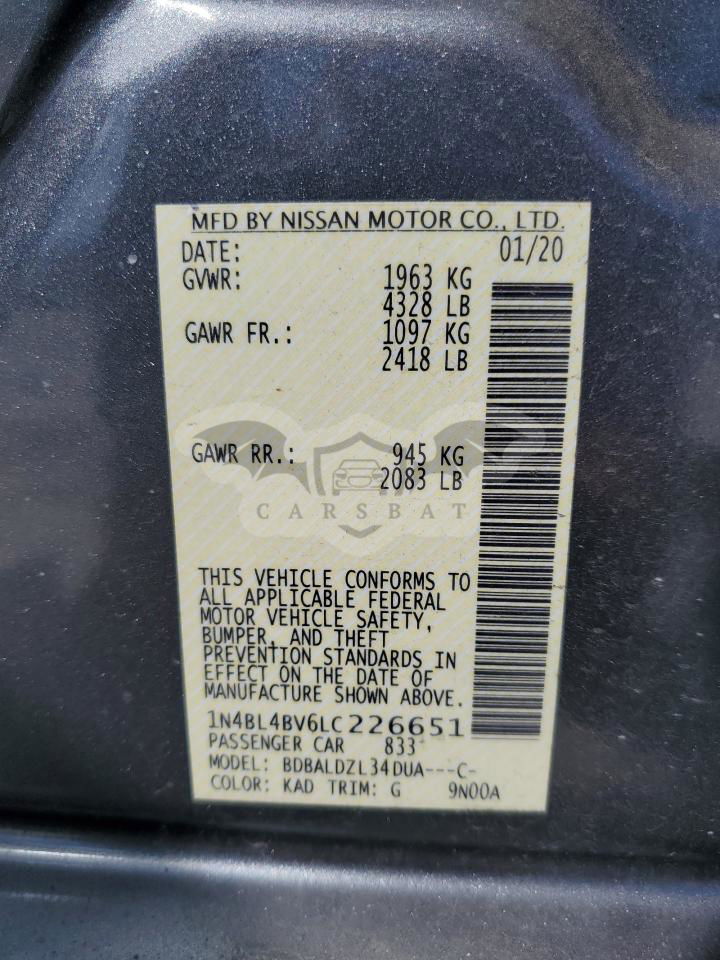 MFD BY NISSAN MOTOR CO., LTD.
DATE: 01/20
GVWR: 1963 KG
4328 LB
GAWR FR.: 1097 KG
2418 LB
GAWR RR.: 945 KG
2083 LB
CARSBAT
THIS VEHICLE CONFORMS TO
ALL APPLICABLE FEDERAL
MOTOR VEHICLE SAFETY,
BUMPER, AND THEFT
PREVENTION STANDARDS IN
EFFECT ON THE DATE OF
MANUFACTURE SHOWN ABOVE.
1N4BL4BV6LC226651
PASSENGER CAR 833
MODEL: BDBALDZL34DUA---C-
COLOR: KAD TRIM: G 9N00A